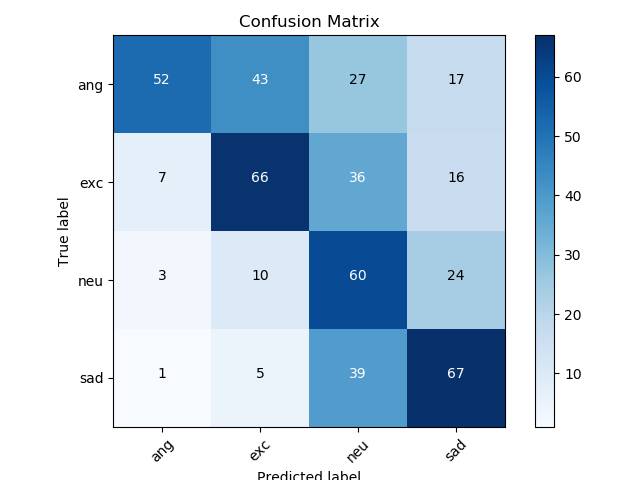 Confusion Matrix
True label
ang 52 43 27 17
exc 7 66 36 16
neu 3 10 60 24
sad 1 5 39 67
ang exc neu sad
Predicted label
60
50
40
30
20
10